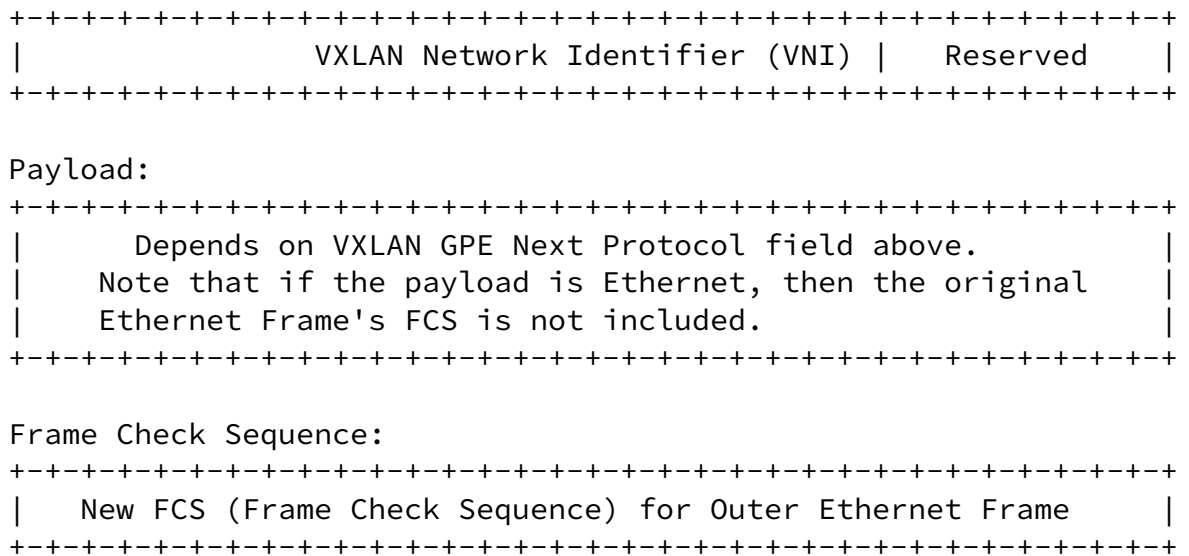 +-+-+-+-+-+-+-+-+-+-+-+-+-+-+-+-+-+-+-+-+-+-+-+-+-+-+-+-+-+-+-+-+
|                VXLAN Network Identifier (VNI) |   Reserved    |
+-+-+-+-+-+-+-+-+-+-+-+-+-+-+-+-+-+-+-+-+-+-+-+-+-+-+-+-+-+-+-+-+
Payload:
+-+-+-+-+-+-+-+-+-+-+-+-+-+-+-+-+-+-+-+-+-+-+-+-+-+-+-+-+-+-+-+-+
|      Depends on VXLAN GPE Next Protocol field above.          |
|    Note that if the payload is Ethernet, then the original    |
|    Ethernet Frame's FCS is not included.                      |
+-+-+-+-+-+-+-+-+-+-+-+-+-+-+-+-+-+-+-+-+-+-+-+-+-+-+-+-+-+-+-+-+
Frame Check Sequence:
+-+-+-+-+-+-+-+-+-+-+-+-+-+-+-+-+-+-+-+-+-+-+-+-+-+-+-+-+-+-+-+-+
|   New FCS (Frame Check Sequence) for Outer Ethernet Frame     |
+-+-+-+-+-+-+-+-+-+-+-+-+-+-+-+-+-+-+-+-+-+-+-+-+-+-+-+-+-+-+-+-+